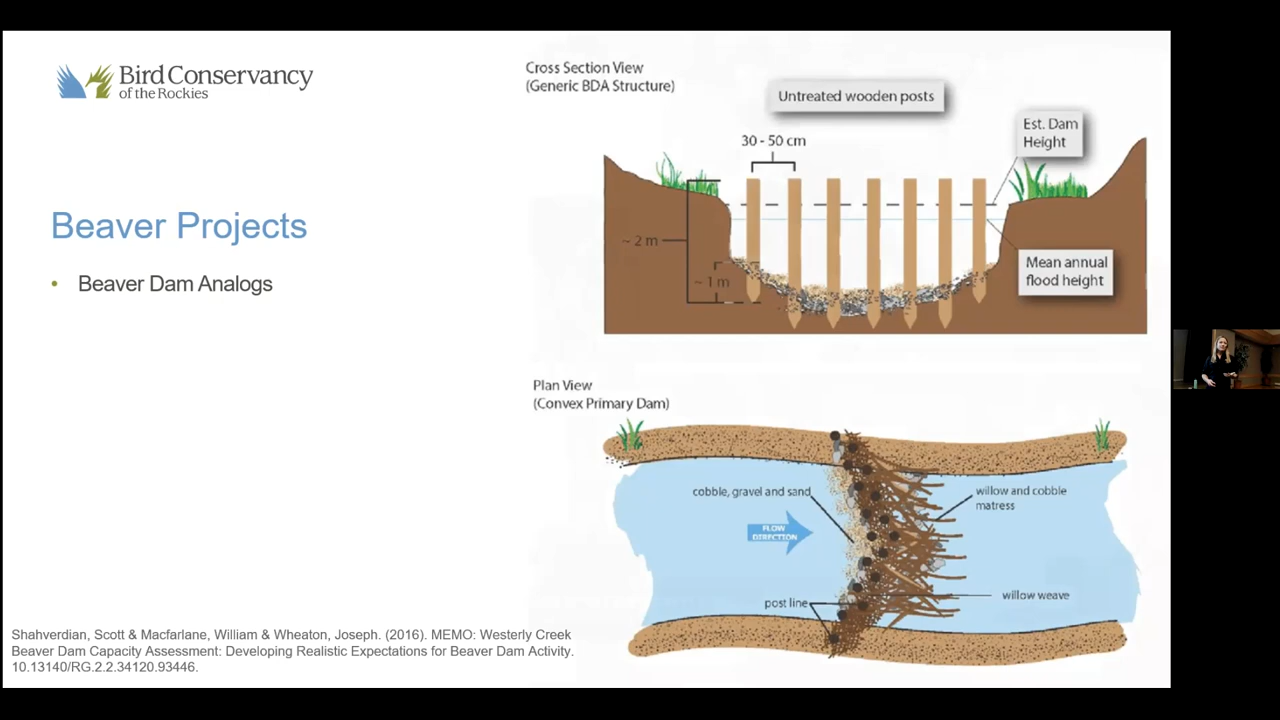 Bird Conservancy
of the Rockies
Beaver Projects
• Beaver Dam Analogs
Cross Section View
(Generic BDA Structure)
Untreated wooden posts
30 - 50 cm
Est. Dam
Height
~ 2 m
~ 1 m
Mean annual
flood height
Plan View
(Convex Primary Dam)
cobble, gravel and sand
willow and cobble
matress
FLOW
DIRECTION
post line
willow weave
Shahverdian, Scott & Macfarlane, William & Wheaton, Joseph. (2016). MEMO: Westerly Creek
Beaver Dam Capacity Assessment: Developing Realistic Expectations for Beaver Dam Activity.
10.13140/RG.2.2.34120.93446.